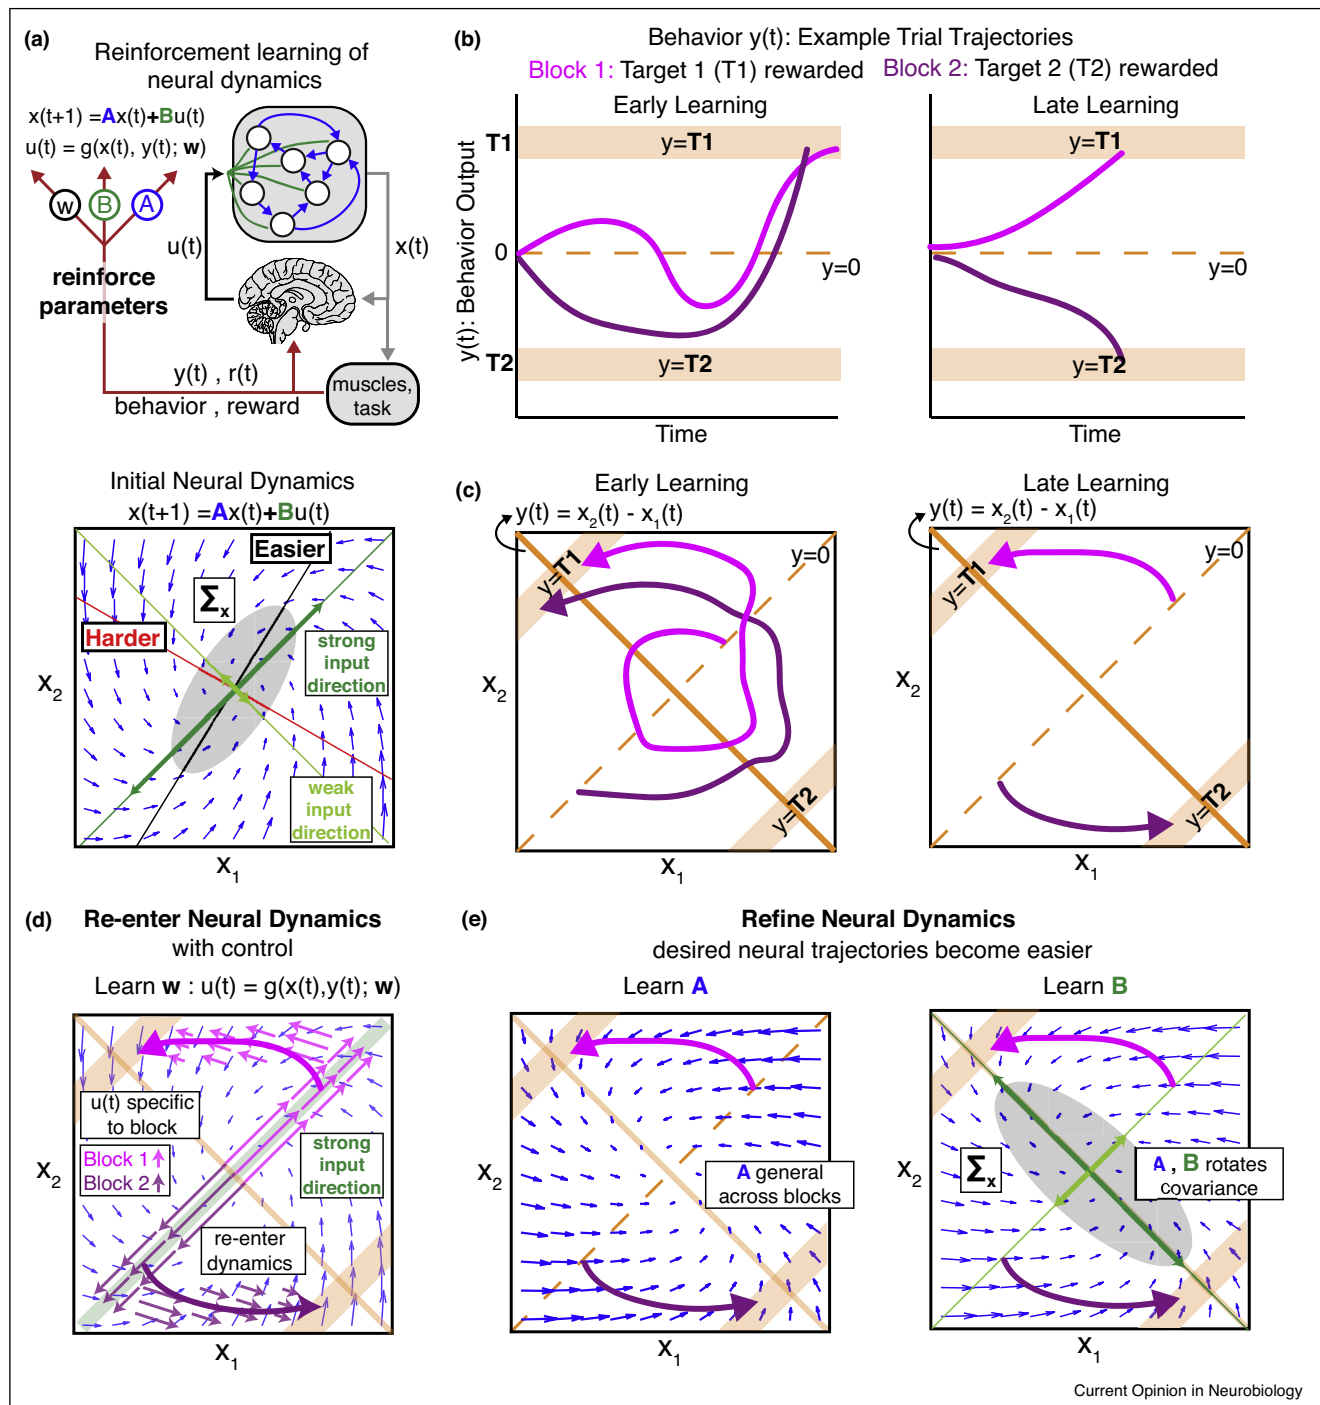 (a)
Reinforcement learning of
neural dynamics
x(t+1) =Ax(t)+Bu(t)
u(t) = g(x(t), y(t); w)
w
B
A
u(t)
x(t)
reinforce
parameters
y(t) , r(t)
behavior , reward
muscles,
task
Initial Neural Dynamics
x(t+1) =Ax(t)+Bu(t)
Easier
Σx
Harder
strong
input
direction
weak
input
direction
X2
X1
(b)
Behavior y(t): Example Trial Trajectories
Block 1: Target 1 (T1) rewarded
Block 2: Target 2 (T2) rewarded
Early Learning
y(t): Behavior Output
T1
0
T2
y=T1
y=0
y=T2
Time
Late Learning
y=T1
y=0
y=T2
Time
(c)
Early Learning
y(t) = x2(t) - x1(t)
y=0
y=T1
y=T2
X2
X1
Late Learning
y(t) = x2(t) - x1(t)
y=0
y=T1
y=T2
X2
X1
(d)
Re-enter Neural Dynamics
with control
Learn w : u(t) = g(x(t),y(t); w)
u(t) specific
to block
Block 1
Block 2
strong
input
direction
re-enter
dynamics
X2
X1
(e)
Refine Neural Dynamics
desired neural trajectories become easier
Learn A
A general
across blocks
X2
X1
Learn B
Σx
A , B rotates
covariance
X2
X1
Current Opinion in Neurobiology